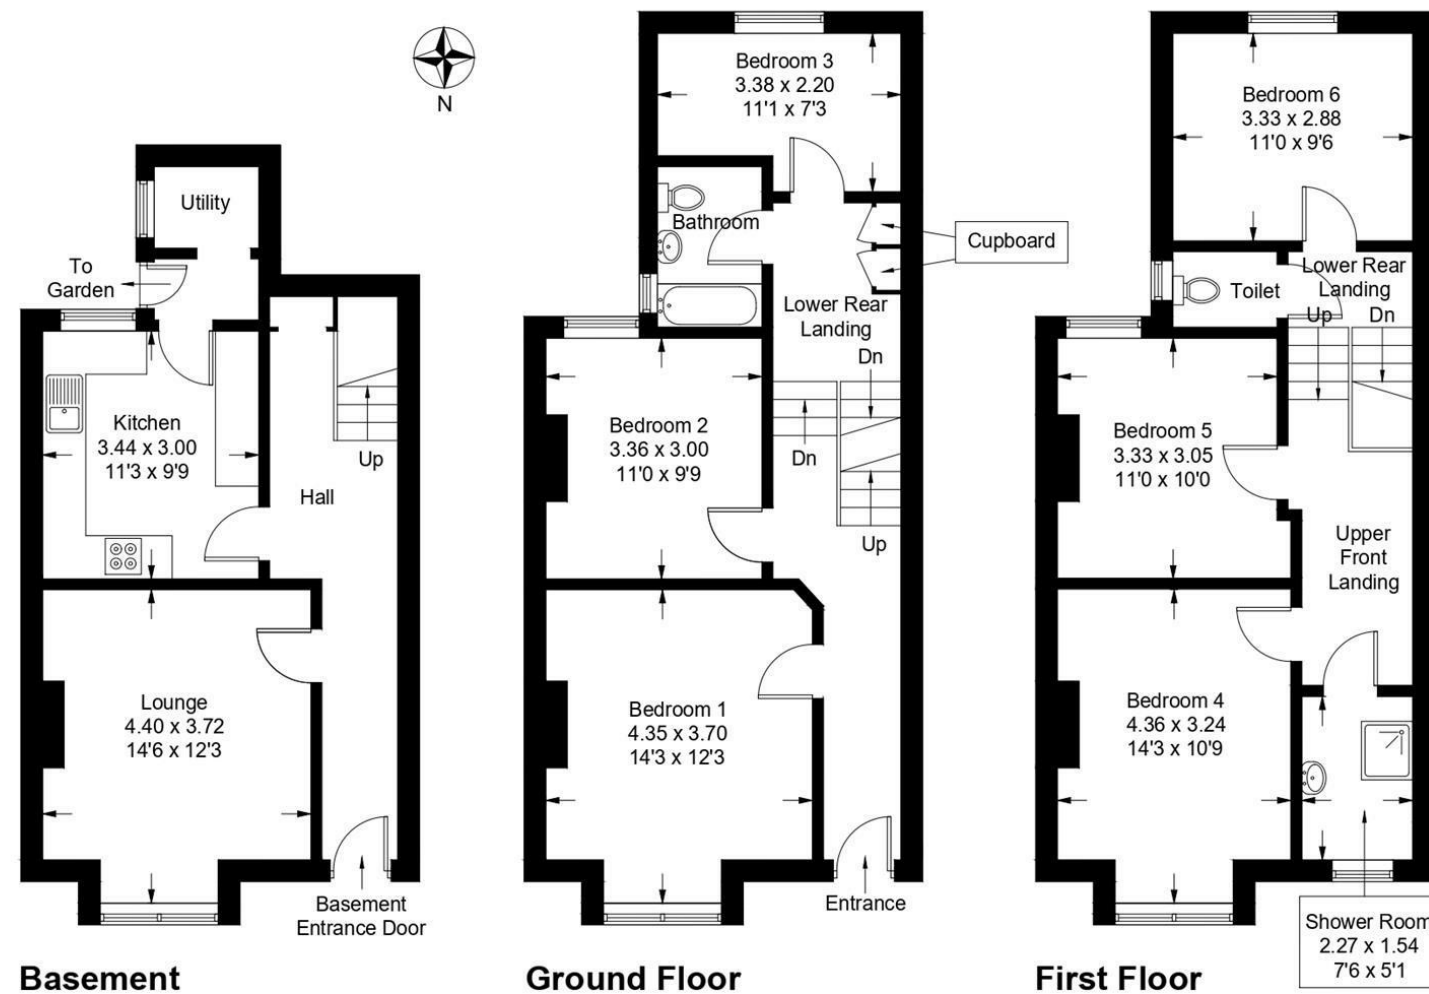 N
Utility
To
Garden
Kitchen
3.44 x 3.00
11'3 x 9'9
Up
Hall
Lounge
4.40 x 3.72
14'6 x 12'3
Basement
Entrance Door
Basement
Bedroom 3
3.38 x 2.20
11'1 x 7'3
Bathroom
Cupboard
Lower Rear
Landing
Dn
Bedroom 2
3.36 x 3.00
11'0 x 9'9
Dn
Up
Bedroom 1
4.35 x 3.70
14'3 x 12'3
Entrance
Ground Floor
Bedroom 6
3.33 x 2.88
11'0 x 9'6
Toilet
Lower Rear
Landing
Up
Dn
Bedroom 5
3.33 x 3.05
11'0 x 10'0
Upper
Front
Landing
Bedroom 4
4.36 x 3.24
14'3 x 10'9
Shower Room
2.27 x 1.54
7'6 x 5'1
First Floor